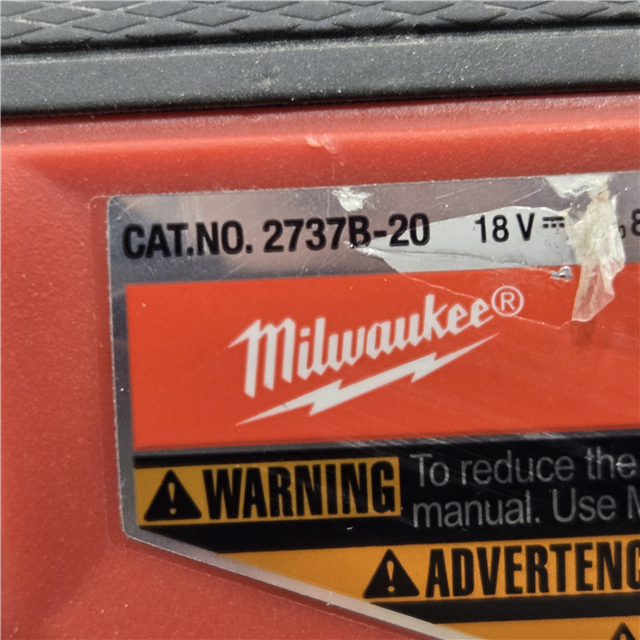 CAT.NO. 2737B-20 18 V ⎓
Milwaukee®
WARNING To reduce the
manual. Use
ADVERTENC